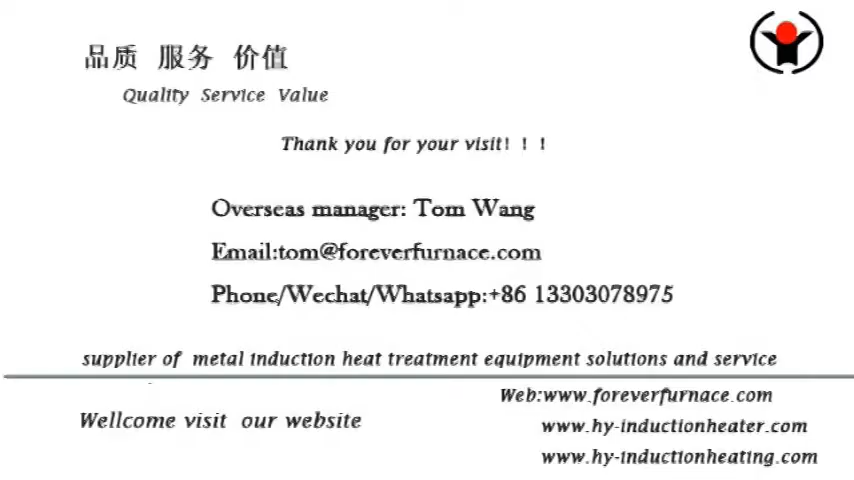 品质 服务 价值
Quality Service Value
Thank you for your visit! ! !
Overseas manager: Tom Wang
Email:tom@foreverfurnace.com
Phone/Wechat/Whatsapp:+86 13303078975
supplier of metal induction heat treatment equipment solutions and service
Web:www.foreverfurnace.com
Wellcome visit our website
www.hy-inductionheater.com
www.hy-inductionheating.com